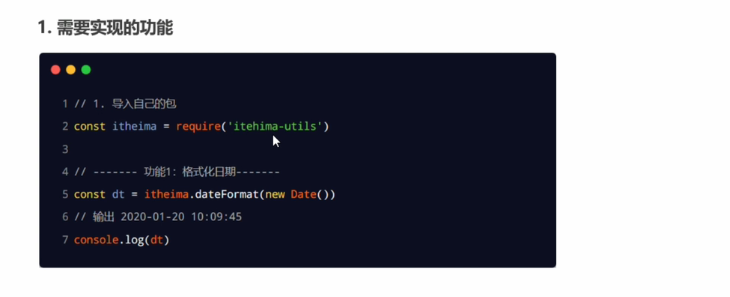 1. 需要实现的功能
1 // 1. 导入自己的包
2 const itheima = require('itehima-utils')
3
4 // ------- 功能1：格式化日期-------
5 const dt = itheima.dateFormat(new Date())
6 // 输出 2020-01-20 10:09:45
7 console.log(dt)